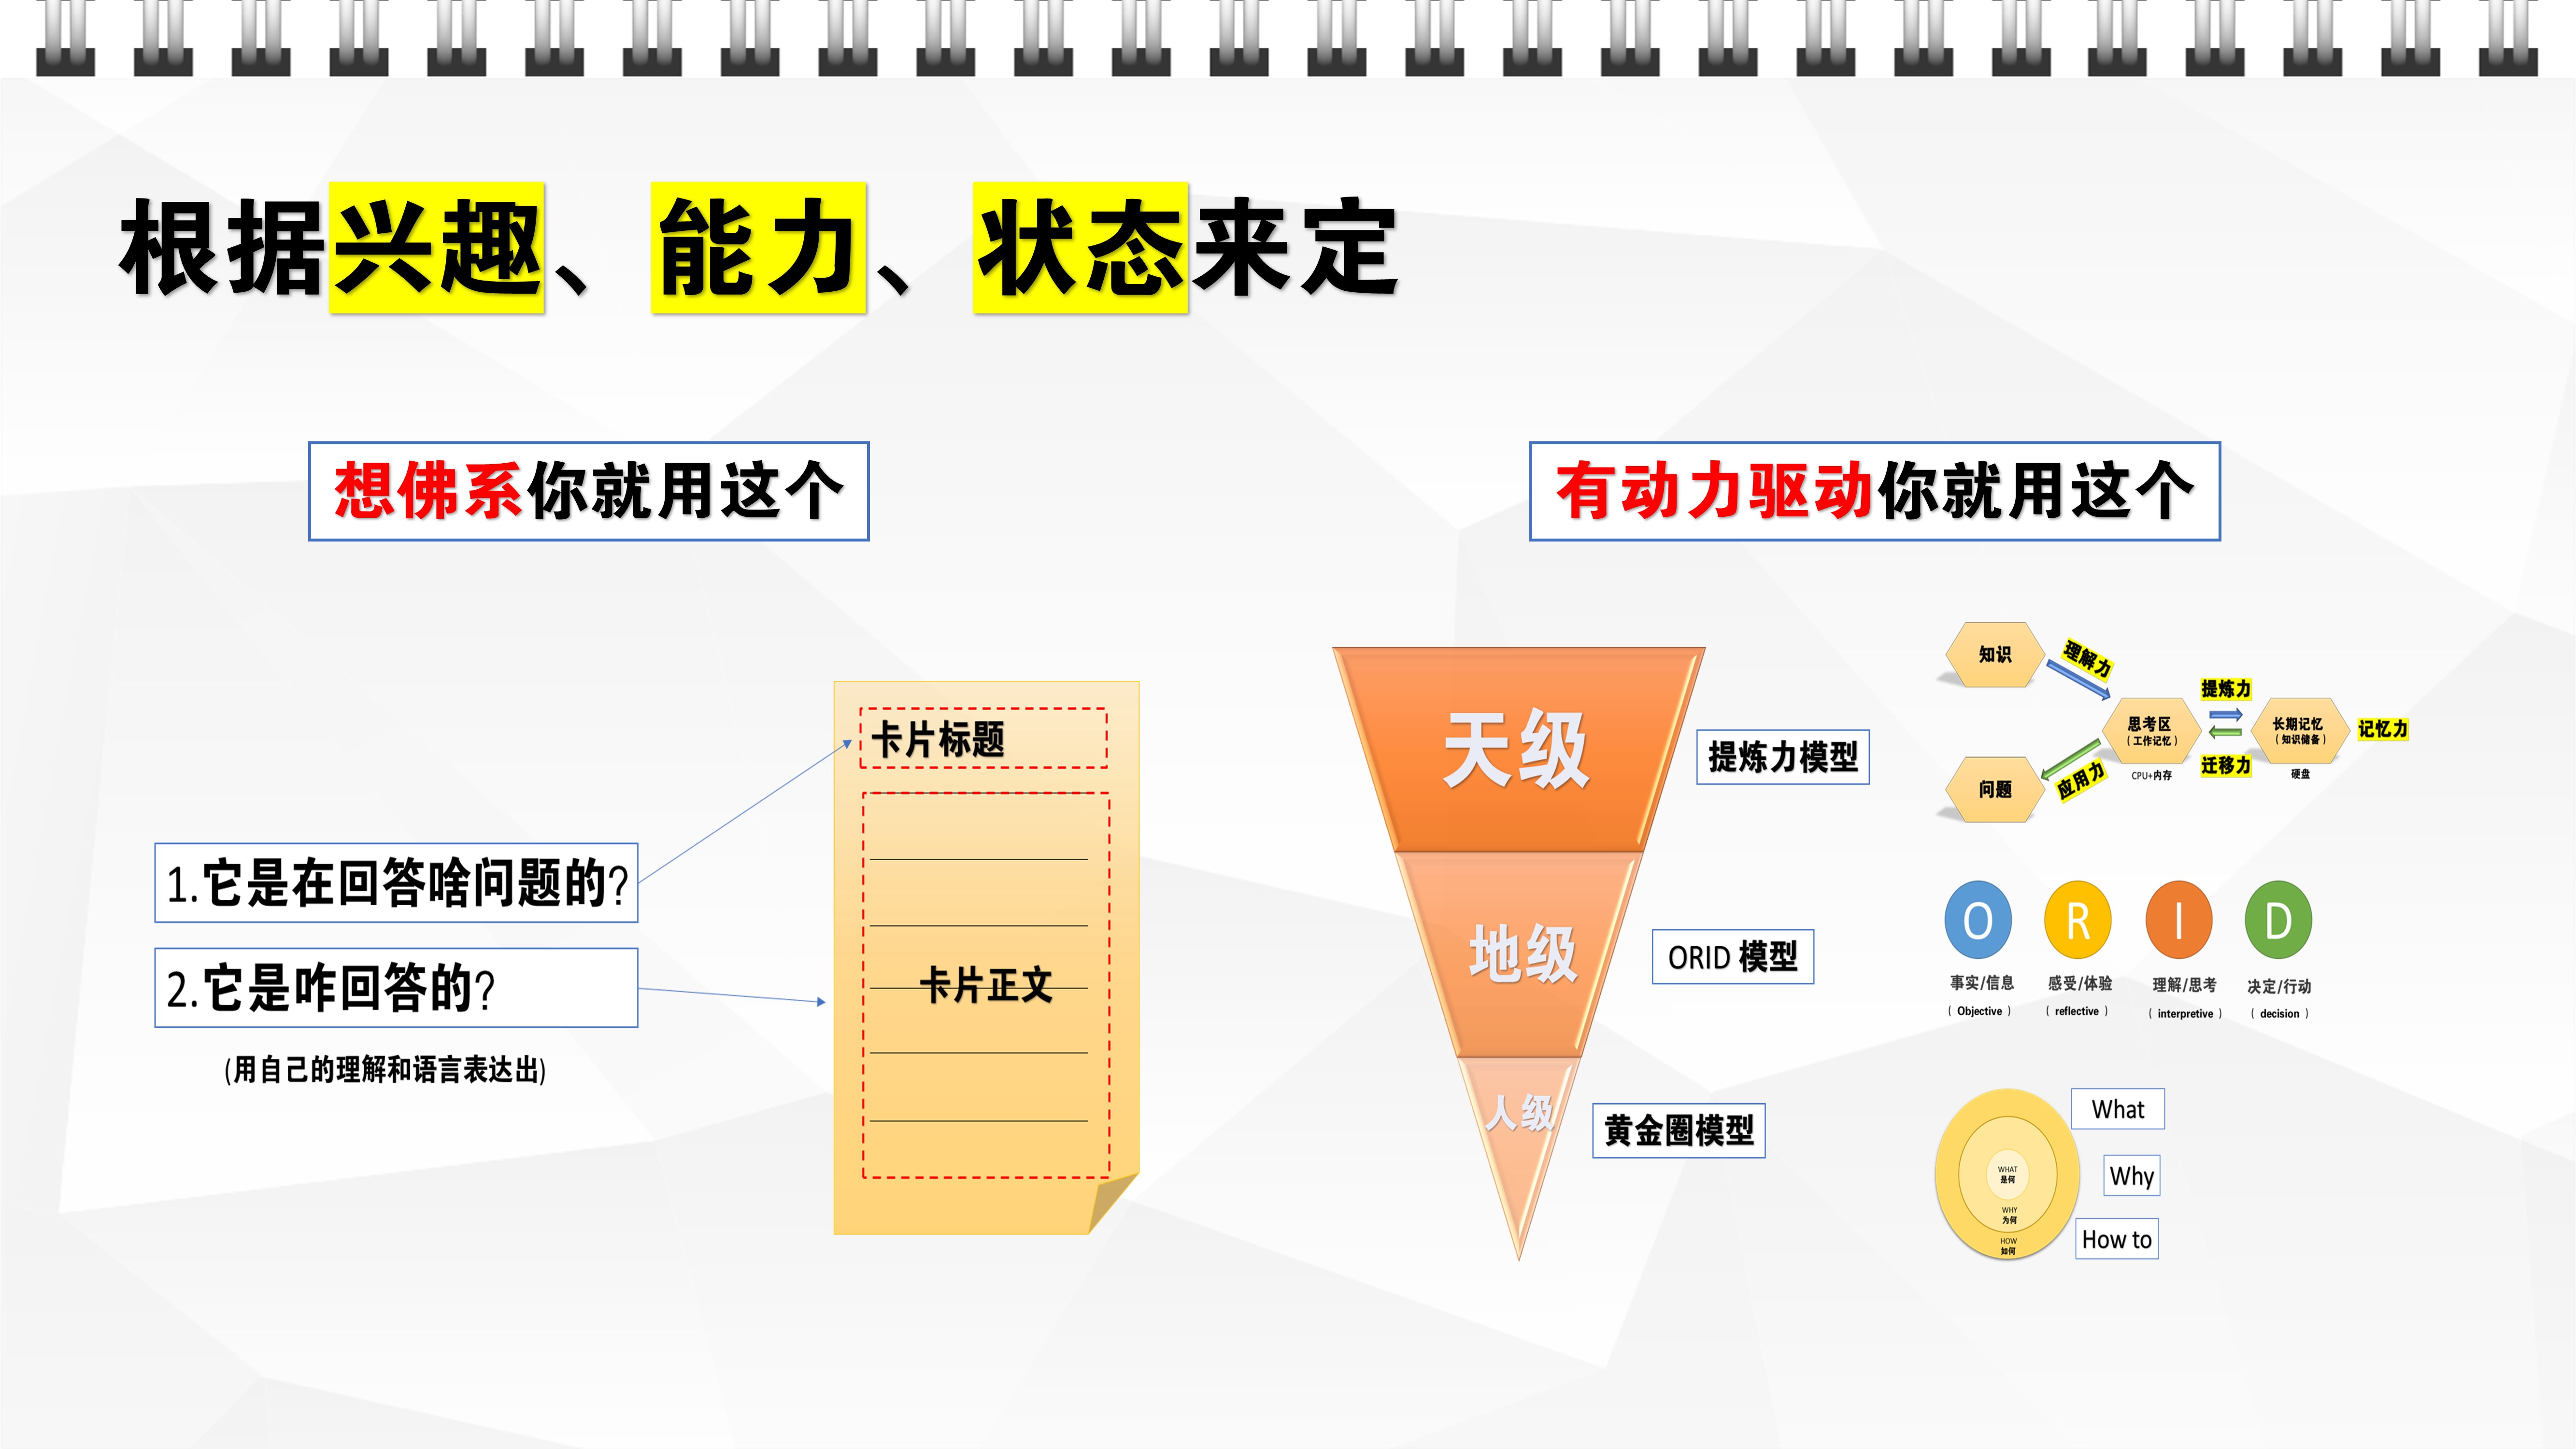 根据兴趣、能力、状态来定
想佛系你就用这个
1.它是在回答啥问题的?
2.它是咋回答的?
(用自己的理解和语言表达出)
卡片标题
卡片正文
有动力驱动你就用这个
天级
提炼力模型
地级
ORID 模型
人级
黄金圈模型
知识
理解力
思考区
(工作记忆)
CPU+内存
提炼力
迁移力
长期记忆
(知识储备)
硬盘
记忆力
应用力
问题
O
R
I
D
事实/信息
感受/体验
理解/思考
决定/行动
( Objective )
( reflective )
( interpretive )
( decision )
WHAT
是何
WHY
为何
HOW
如何
What
Why
How to